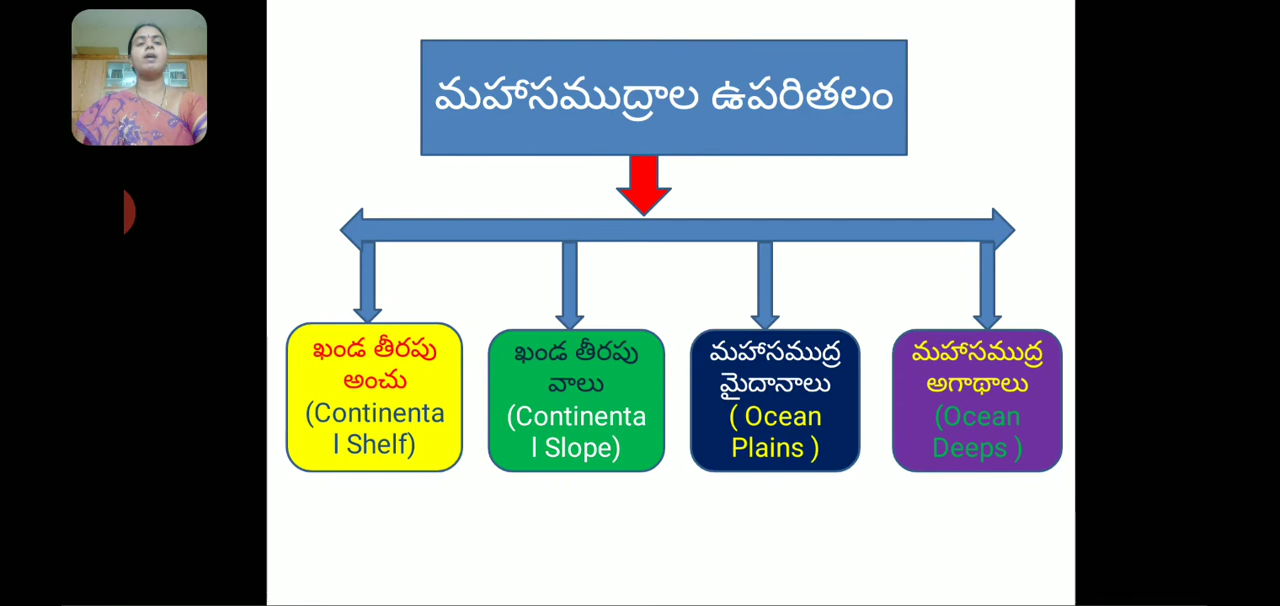 మహాసముద్రాల ఉపరితలం
ఖండ తీరపు
అంచు
(Continenta
l Shelf)
ఖండ తీరపు
వాలు
(Continenta
l Slope)
మహాసముద్ర
మైదానాలు
( Ocean
Plains )
మహాసముద్ర
అగాథాలు
(Ocean
Deeps )